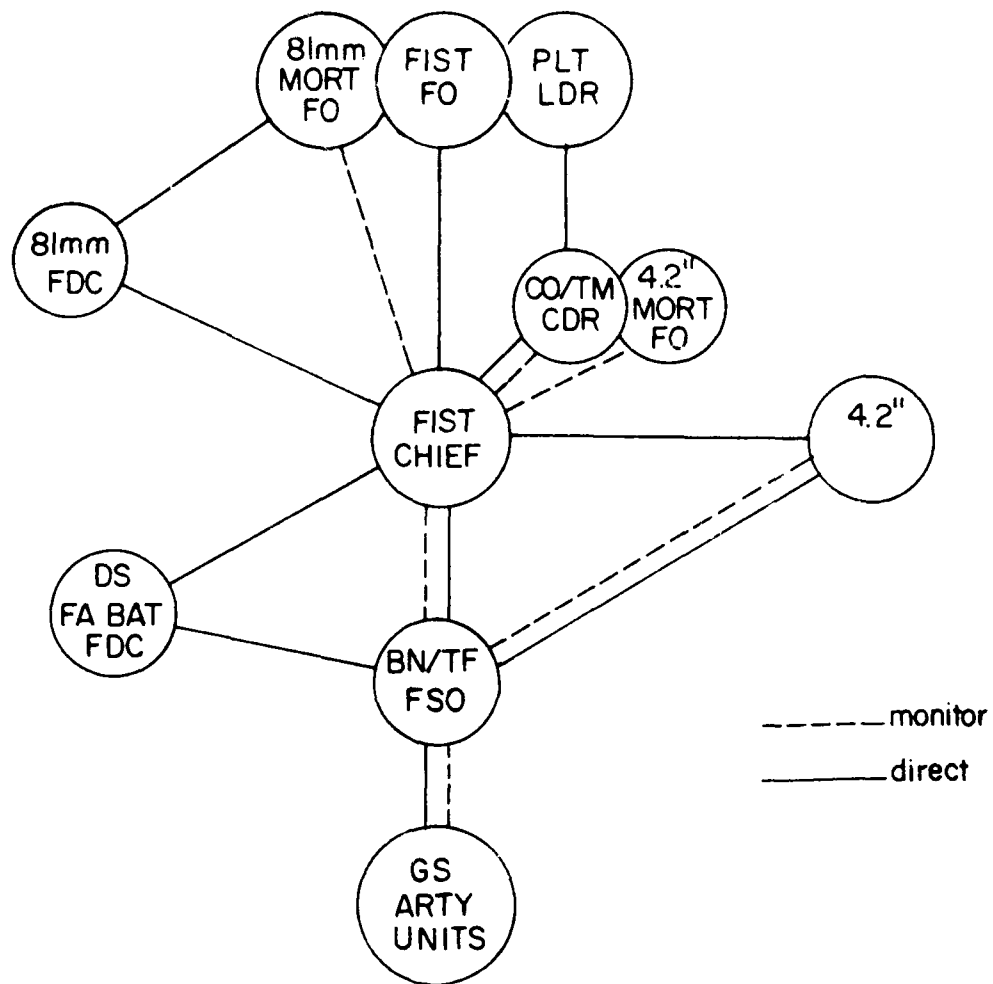 81mm
MORT
FO
FIST
FO
PLT
LDR
81mm
FDC
CO/TM
CDR
4.2"
MORT
FO
FIST
CHIEF
4.2"
DS
FA BAT
FDC
BN/TF
FSO
monitor
direct
GS
ARTY
UNITS